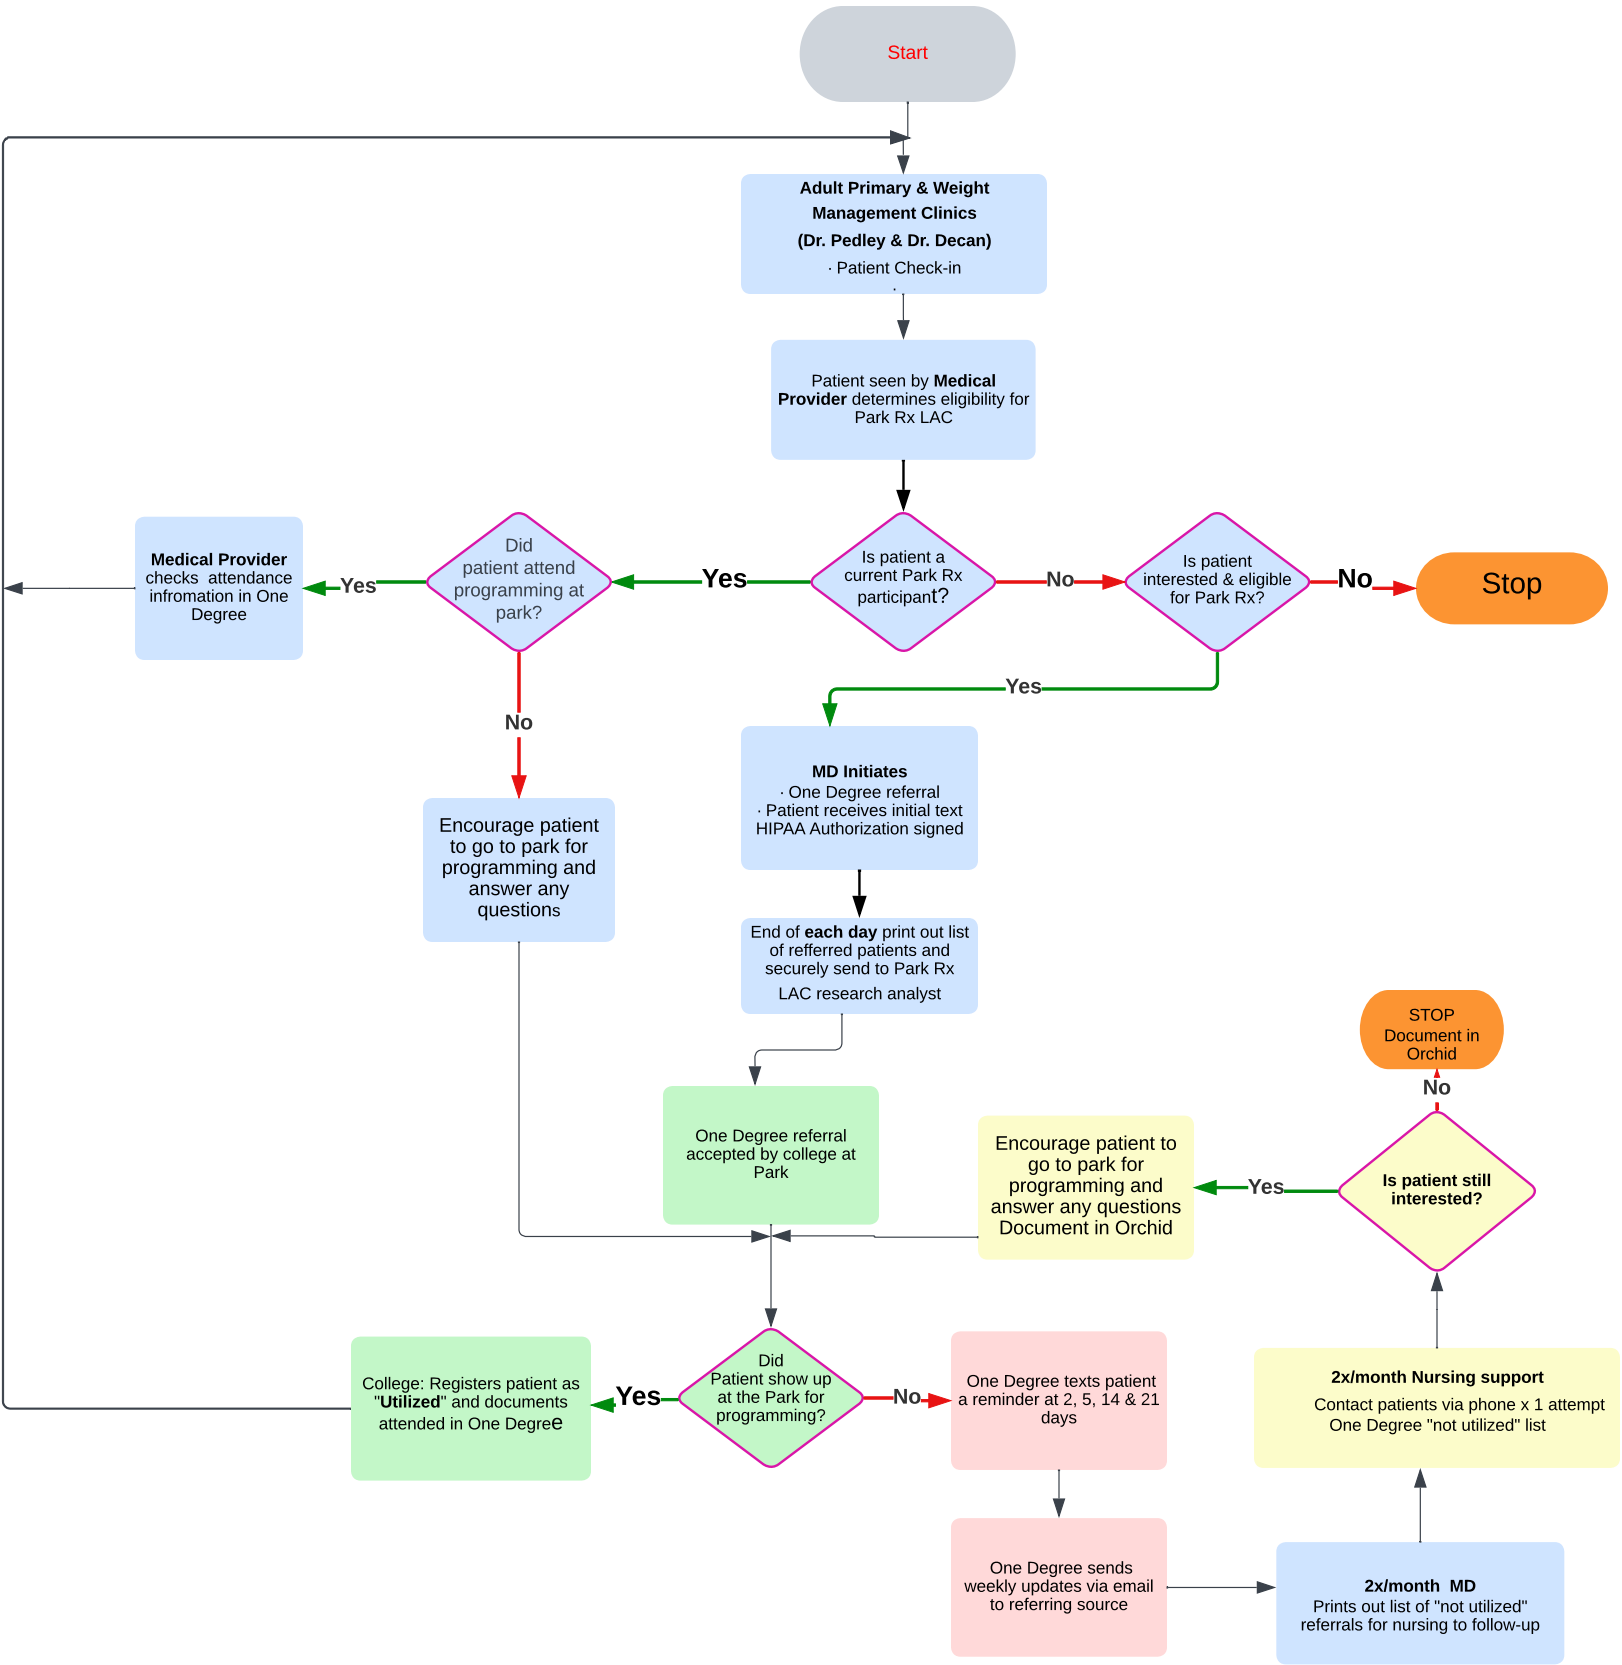 Start
Adult Primary & Weight
Management Clinics
(Dr. Pedley & Dr. Decan)
· Patient Check-in
·
Patient seen by Medical
Provider determines eligibility for
Park Rx LAC
Medical Provider
checks  attendance
infromation in One
Degree
Yes
Did
patient attend
programming at
park?
Yes
Is patient a
current Park Rx
participant?
No
Is patient
interested & eligible
for Park Rx?
No
Stop
Yes
No
MD Initiates
· One Degree referral
· Patient receives initial text
HIPAA Authorization signed
Encourage patient
to go to park for
programming and
answer any
questions
End of each day print out list
of refferred patients and
securely send to Park Rx
LAC research analyst
STOP
Document in
Orchid
No
One Degree referral
accepted by college at
Park
Encourage patient to
go to park for
programming and
answer any questions
Document in Orchid
Yes
Is patient still
interested?
College: Registers patient as
"Utilized" and documents
attended in One Degree
Yes
Did
Patient show up
at the Park for
programming?
No
One Degree texts patient
a reminder at 2, 5, 14 & 21
days
2x/month Nursing support
Contact patients via phone x 1 attempt
One Degree "not utilized" list
One Degree sends
weekly updates via email
to referring source
2x/month  MD
Prints out list of "not utilized"
referrals for nursing to follow-up